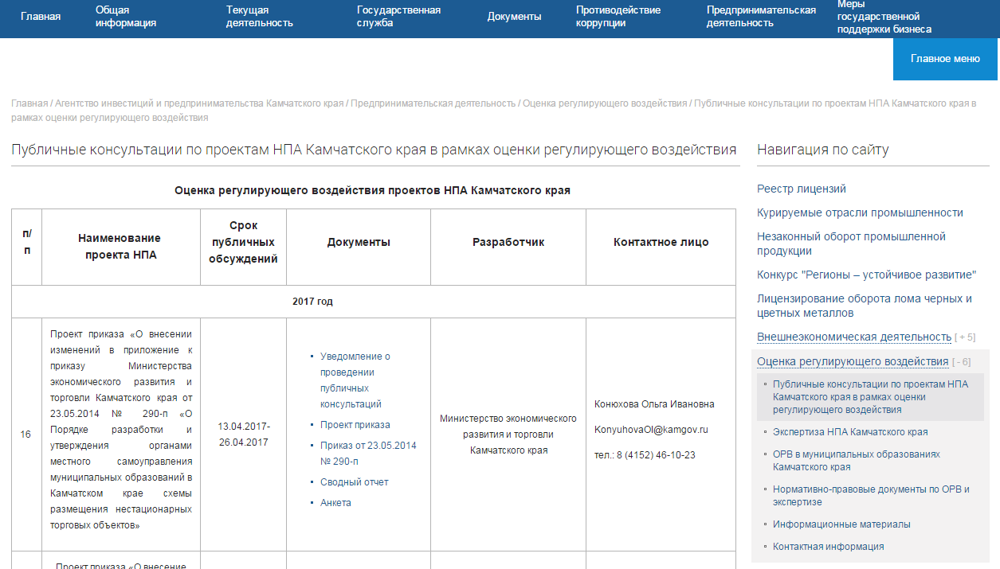 Главная
Общая
информация
Текущая
деятельность
Государственная
служба
Документы
Противодействие
коррупции
Предпринимательская
деятельность
Меры
государственной
поддержки бизнеса
Главное меню
Главная / Агентство инвестиций и предпринимательства Камчатского края / Предпринимательская деятельность / Оценка регулирующего воздействия / Публичные консультации по проектам НПА Камчатского края в
рамках оценки регулирующего воздействия
Публичные консультации по проектам НПА Камчатского края в рамках оценки регулирующего воздействия
Оценка регулирующего воздействия проектов НПА Камчатского края
п/
п
Наименование
проекта НПА
Срок
публичных
обсуждений
Документы
Разработчик
Контактное лицо
2017 год
16
Проект приказа «О внесении
изменений в приложение к
приказу Министерства
экономического развития и
торговли Камчатского края от
23.05.2014 № 290-п «О
Порядке разработки и
утверждения органами
местного самоуправления
муниципальных образований в
Камчатском крае схемы
размещения нестационарных
торговых объектов»
13.04.2017-
26.04.2017
Уведомление о
проведении
публичных
консультаций
Проект приказа
Приказ от 23.05.2014
№ 290-п
Сводный отчет
Анкета
Министерство экономического
развития и торговли
Камчатского края
Конюхова Ольга Ивановна
KonyuhovaOI@kamgov.ru
тел.: 8 (4152) 46-10-23
Проект приказа «О внесение
Навигация по сайту
Реестр лицензий
Курируемые отрасли промышленности
Незаконный оборот промышленной
продукции
Конкурс "Регионы – устойчивое развитие"
Лицензирование оборота лома черных и
цветных металлов
Внешнеэкономическая деятельность [ + 5]
Оценка регулирующего воздействия [ - 6]
Публичные консультации по проектам НПА
Камчатского края в рамках оценки
регулирующего воздействия
Экспертиза НПА Камчатского края
ОРВ в муниципальных образованиях
Камчатского края
Нормативно-правовые документы по ОРВ и
экспертизе
Информационные материалы
Контактная информация